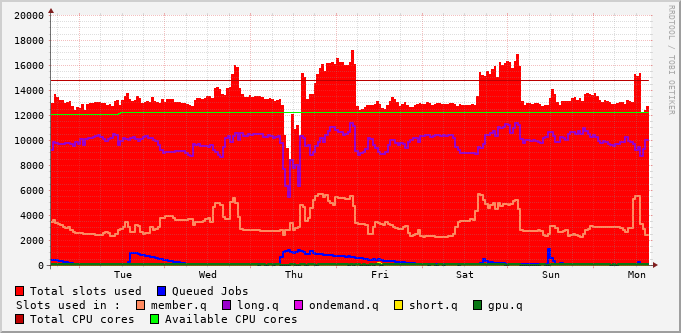 20000
18000
16000
14000
12000
10000
8000
6000
4000
2000
0
Tue Wed Thu Fri Sat Sun Mon
Total slots used Queued Jobs
Slots used in : member.q long.q ondemand.q short.q gpu.q
Total CPU cores Available CPU cores
RRDTOOL / TOBI OETIKER